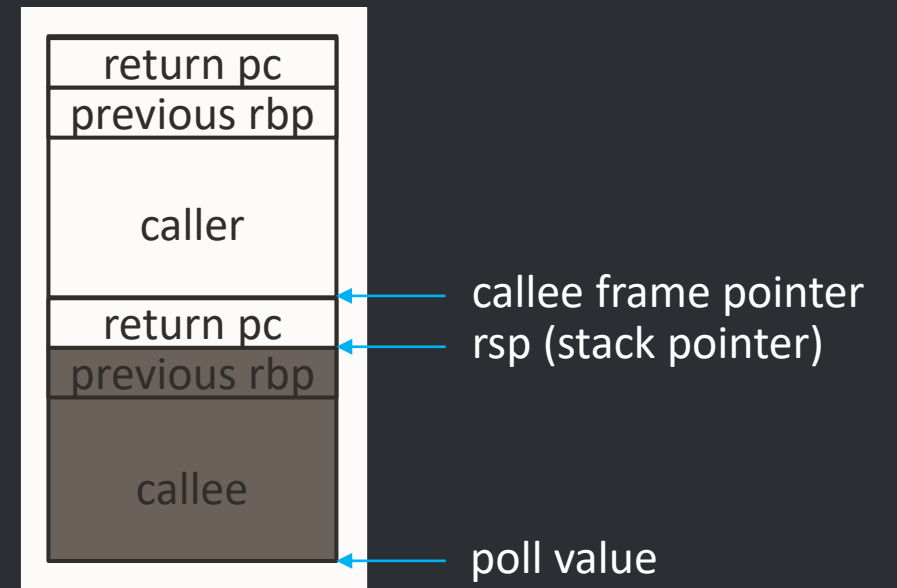 return pc
previous rbp
caller
callee frame pointer
return pc
rsp (stack pointer)
previous rbp
callee
poll value